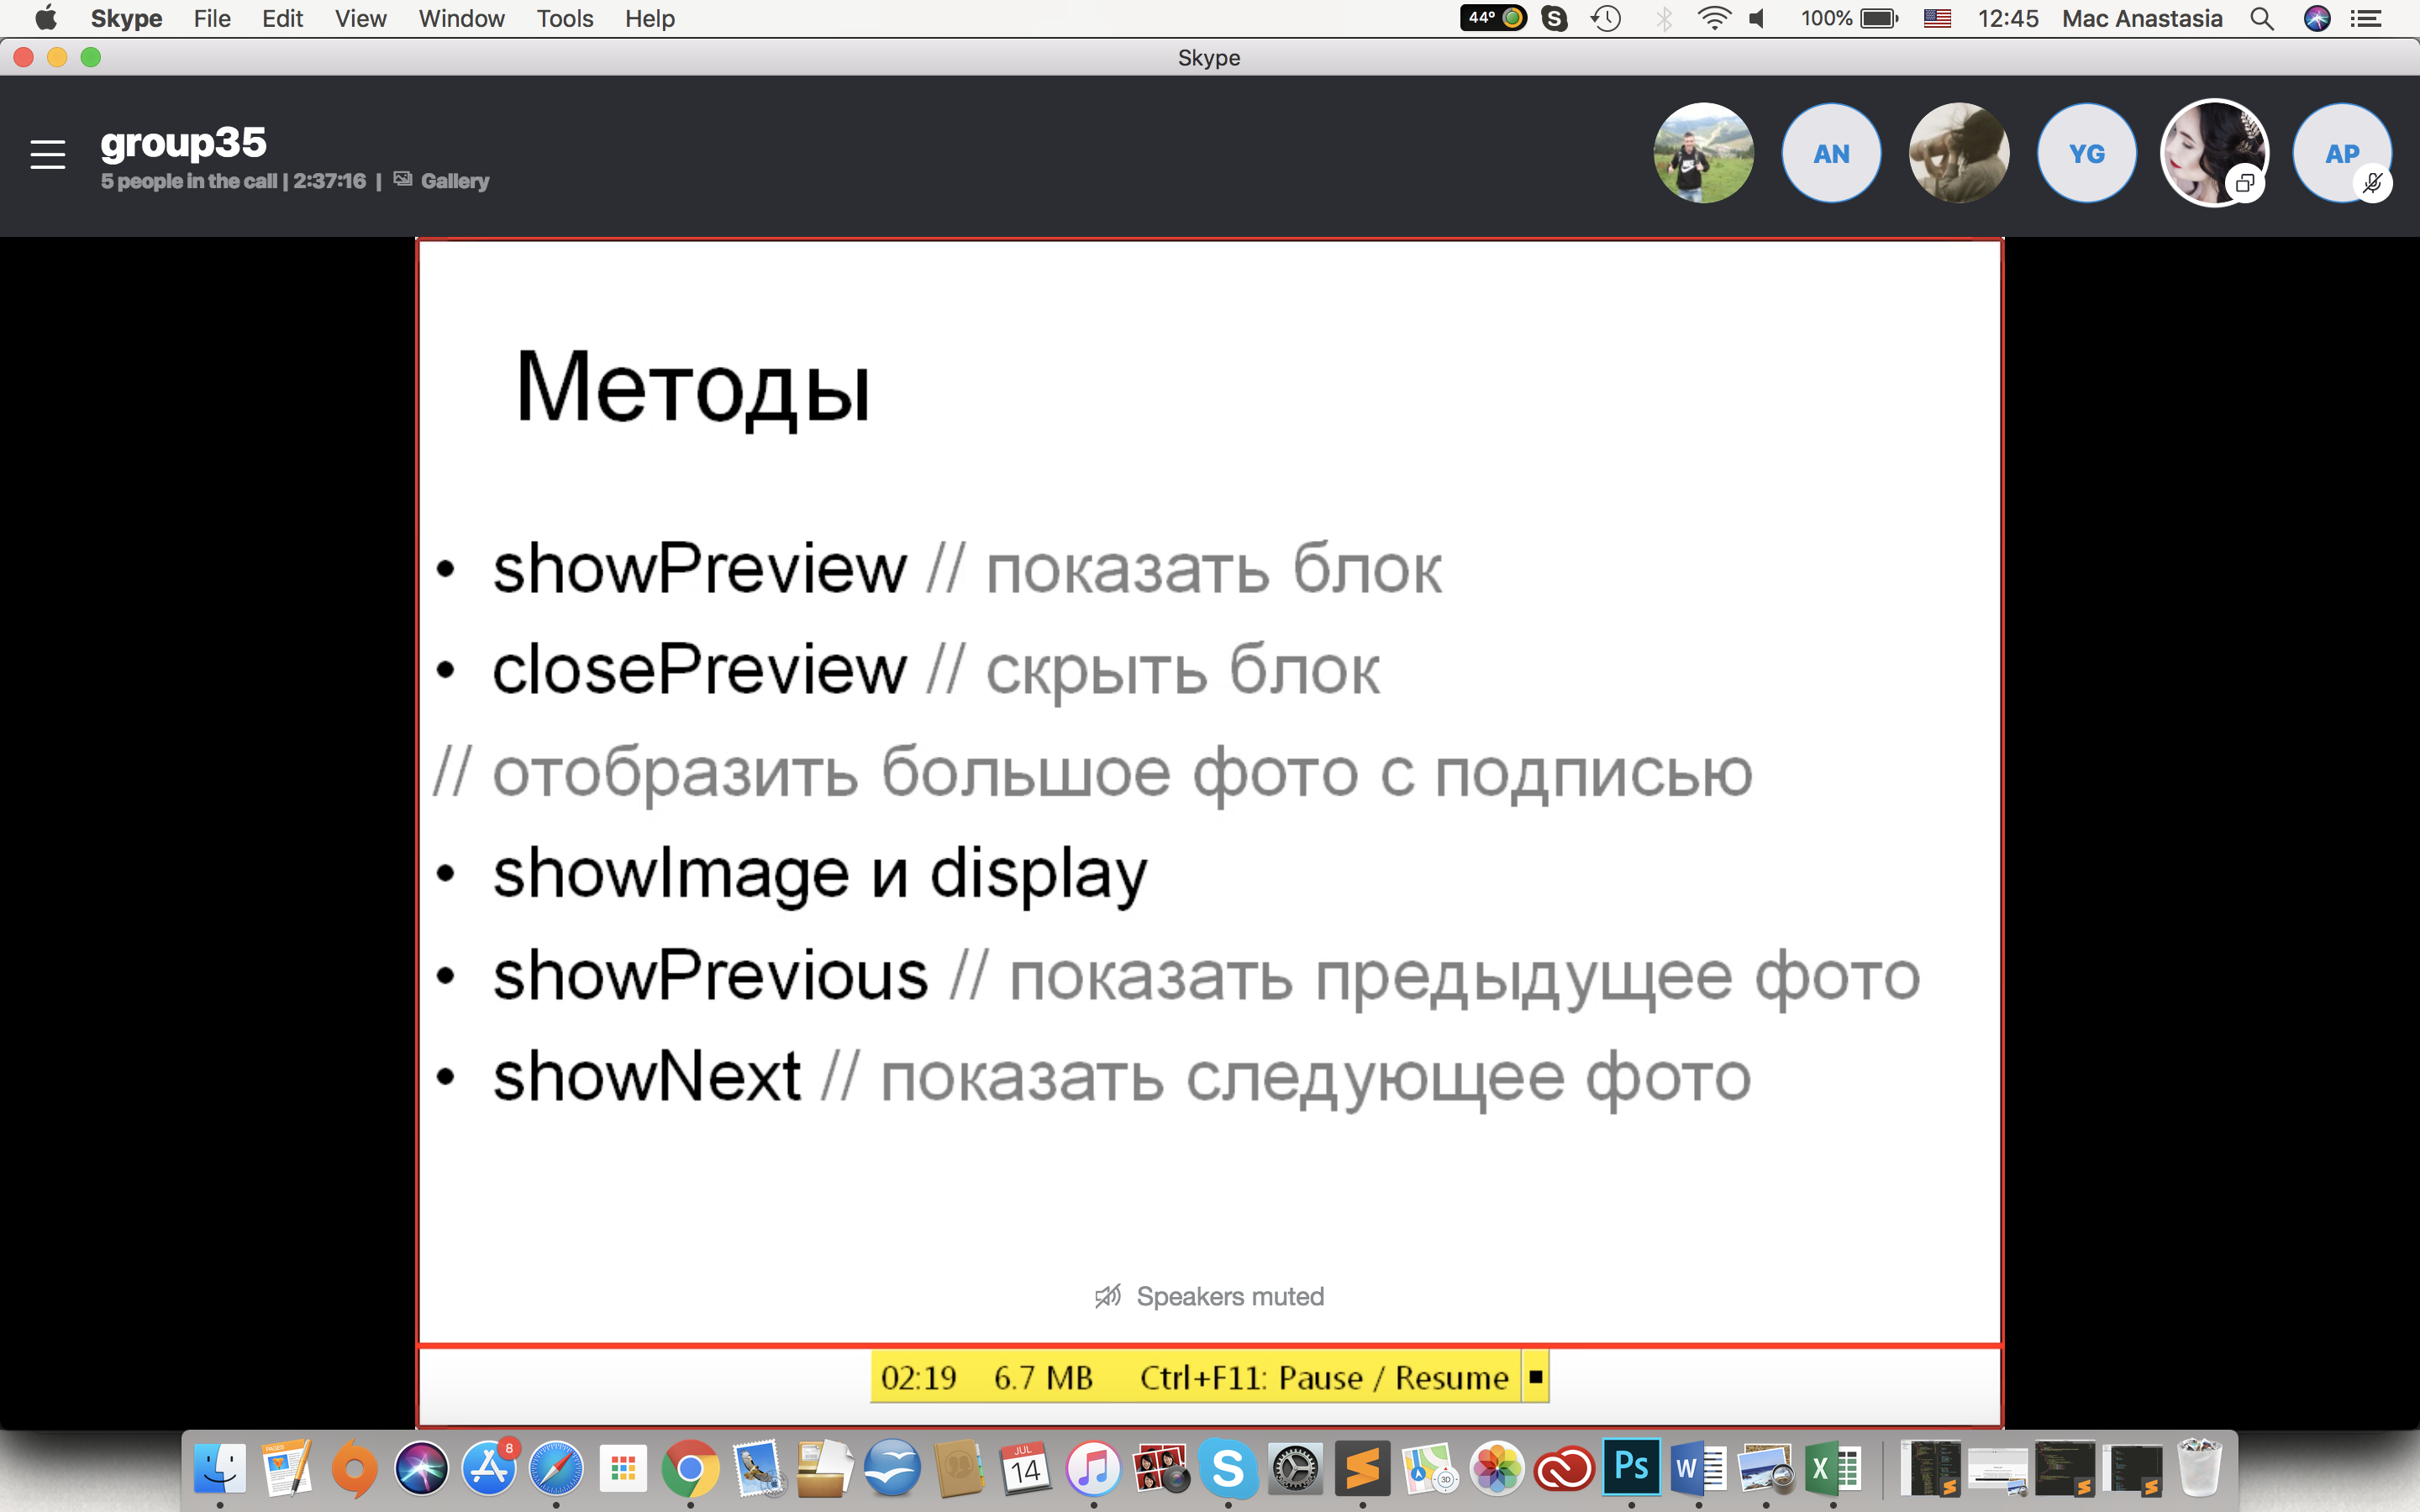 Skype File Edit View Window Tools Help 44° 100% 12:45 Mac Anastasia
Skype
group35
5 people in the call | 2:37:16 | Gallery
AN YG AP
Методы
• showPreview // показать блок
• closePreview // скрыть блок
// отобразить большое фото с подписью
• showImage и display
• showPrevious // показать предыдущее фото
• showNext // показать следующее фото
Speakers muted
02:19 6.7 MB Ctrl+F11: Pause / Resume
PAGES 8 JUL 14 3D Ps W X